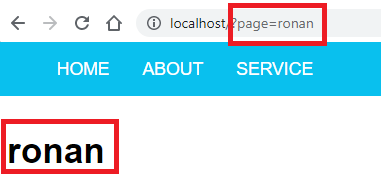 localhost/?page=ronan
HOME ABOUT SERVICE
ronan